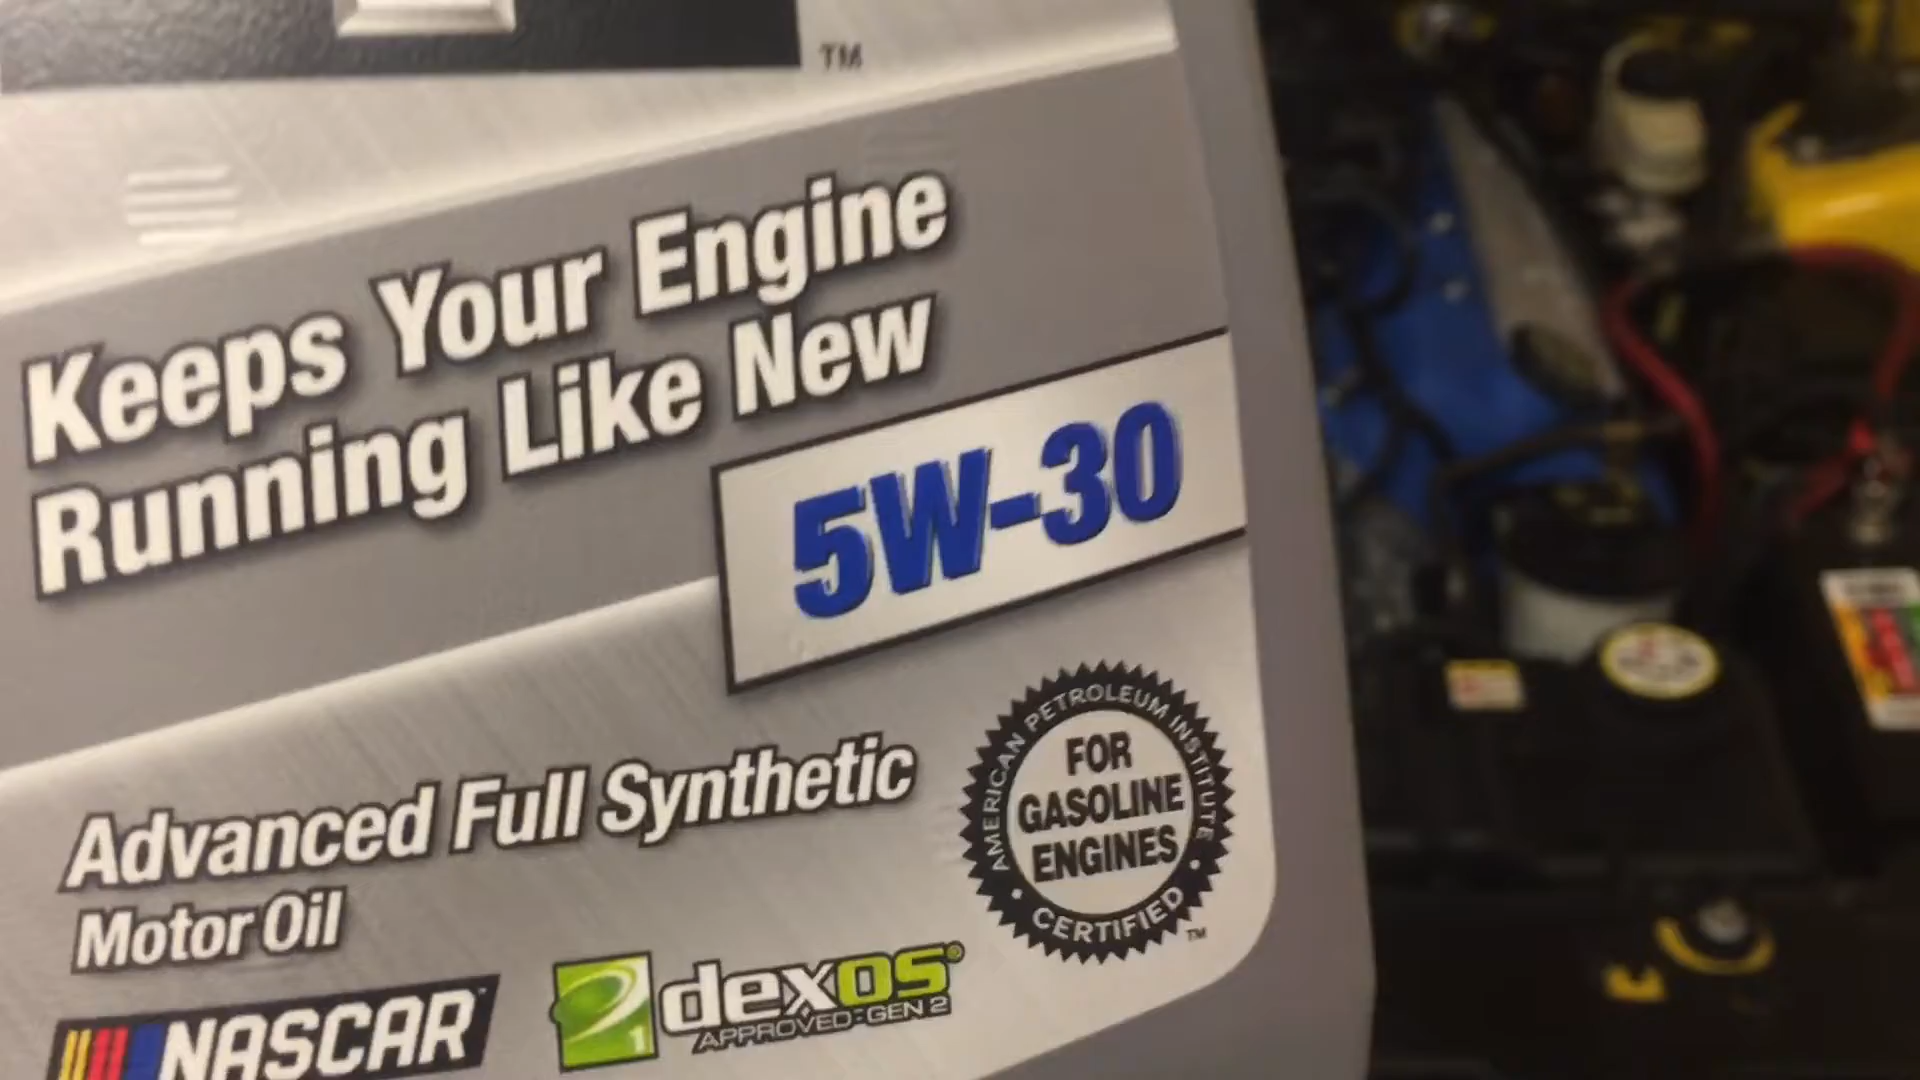 TM
Keeps Your Engine
Running Like New
5W-30
Advanced Full Synthetic
Motor Oil
AMERICAN PETROLEUM INSTITUTE
FOR
GASOLINE
ENGINES
CERTIFIED
TM
NASCAR
1
dexos®
APPROVED:GEN 2